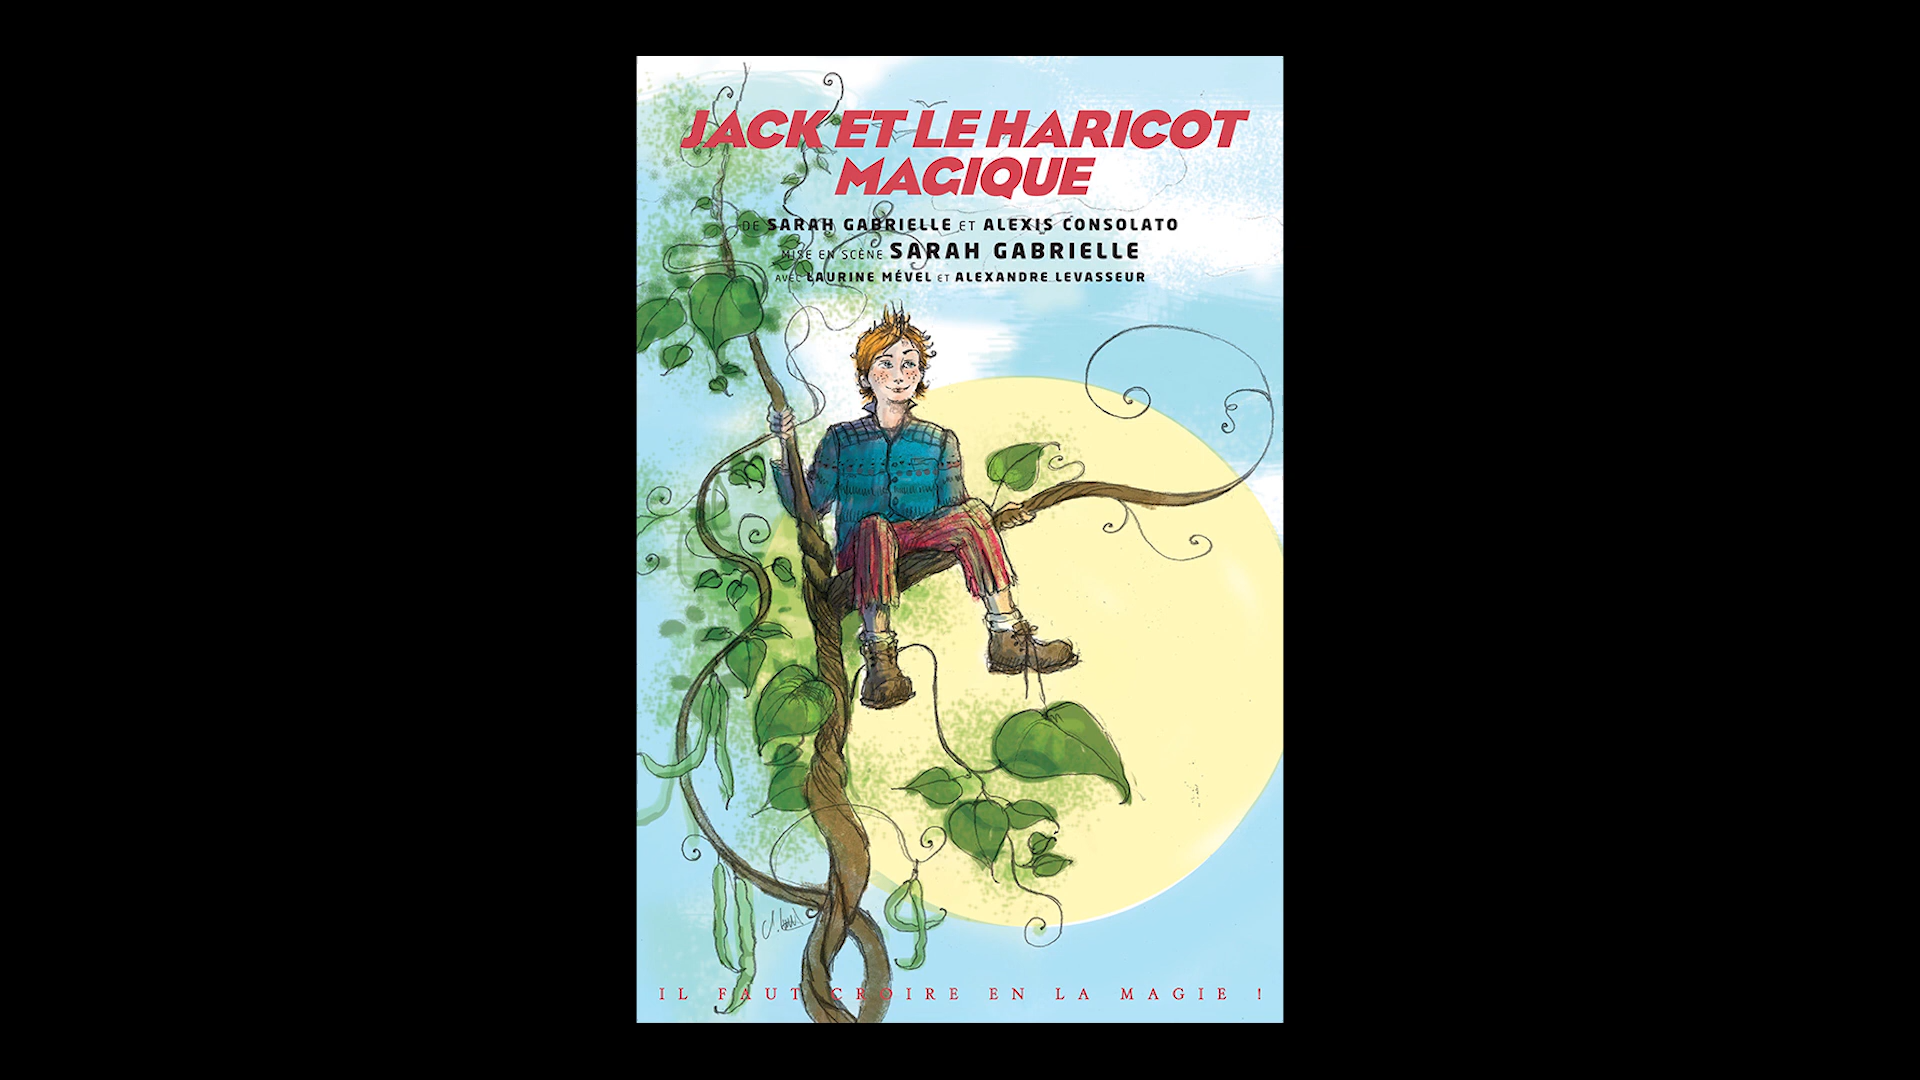 JACK ET LE HARICOT
MAGIQUE
DE SARAH GABRIELLE ET ALEXIS CONSOLATO
MISE EN SCÈNE SARAH GABRIELLE
AVEC LAURINE MÉVEL ET ALEXANDRE LEVASSEUR
IL FAUT CROIRE EN LA MAGIE !